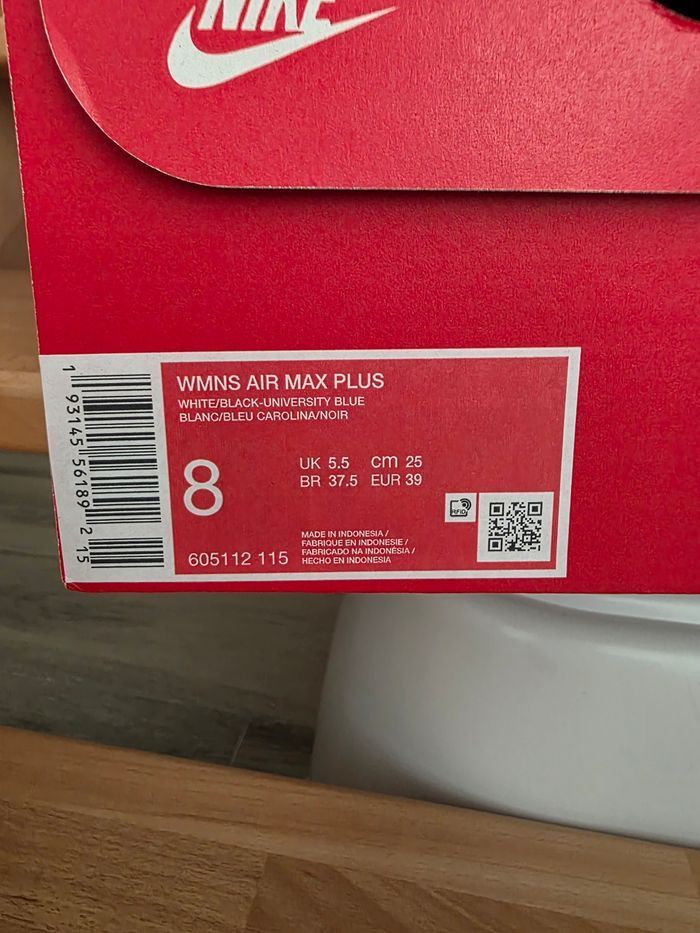 NIKE
WMNS AIR MAX PLUS
WHITE/BLACK-UNIVERSITY BLUE
BLANC/BLEU CAROLINA/NOIR
8
UK 5.5 cm 25
BR 37.5 EUR 39
RFID
605112 115
MADE IN INDONESIA /
FABRIQUE EN INDONESIE /
FABRICADO NA INDONÉSIA /
HECHO EN INDONESIA
1 93145 56189 2 15